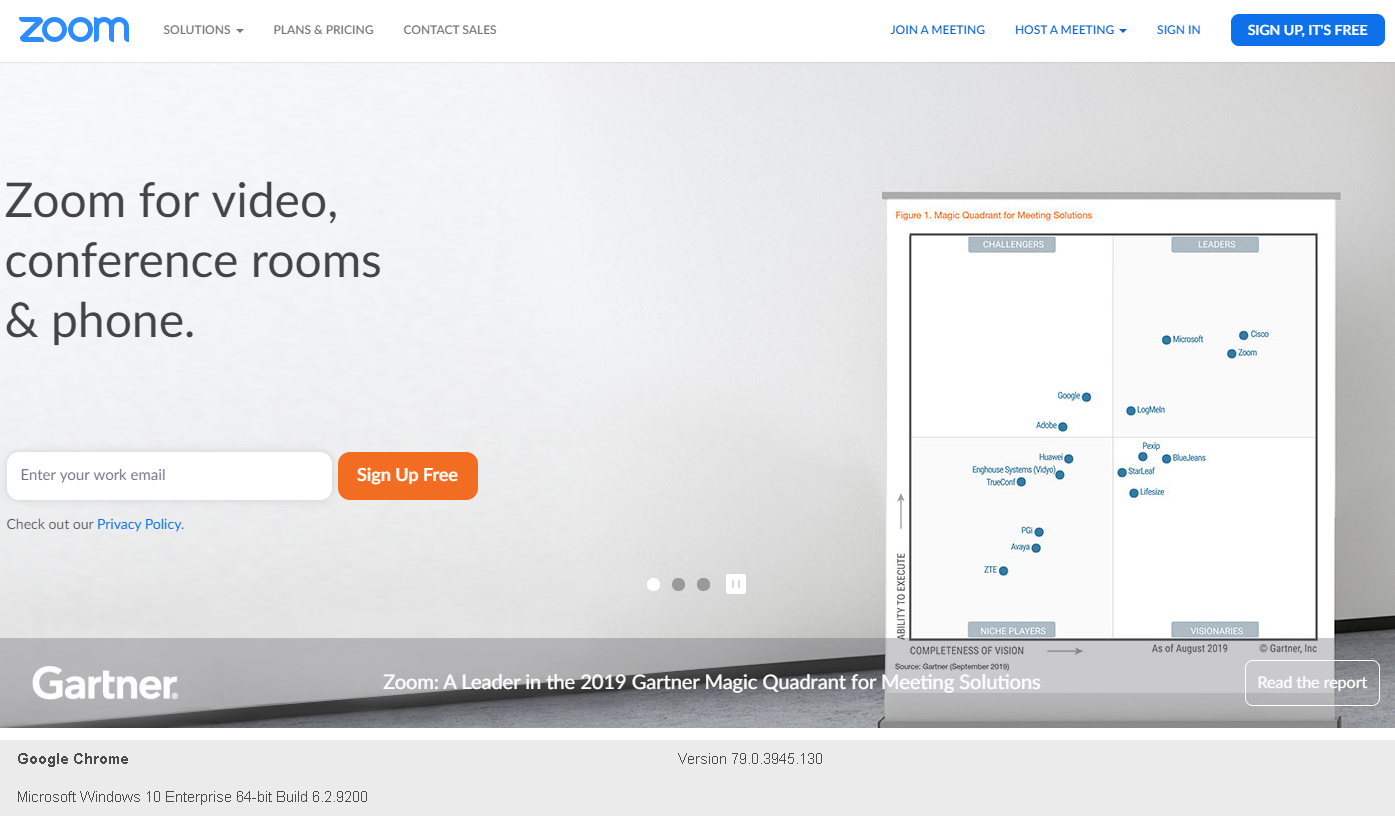 zoom
SOLUTIONS
PLANS & PRICING
CONTACT SALES
JOIN A MEETING
HOST A MEETING
SIGN IN
SIGN UP, IT'S FREE
Zoom for video,
conference rooms
& phone.
Enter your work email
Sign Up Free
Check out our Privacy Policy.
Figure 1. Magic Quadrant for Meeting Solutions
CHALLENGERS
LEADERS
Cisco
Microsoft
Zoom
Google
LogMeIn
Adobe
Pexip
Huawei
BlueJeans
Enghouse Systems (Vidyo)
StarLeaf
TrueConf
Lifesize
PGi
Avaya
ZTE
ABILITY TO EXECUTE
NICHE PLAYERS
VISIONARIES
COMPLETENESS OF VISION
As of August 2019
© Gartner, Inc
Source: Gartner (September 2019)
Gartner®
Zoom: A Leader in the 2019 Gartner Magic Quadrant for Meeting Solutions
Read the report
Google Chrome
Version 79.0.3945.130
Microsoft Windows 10 Enterprise 64-bit Build 6.2.9200